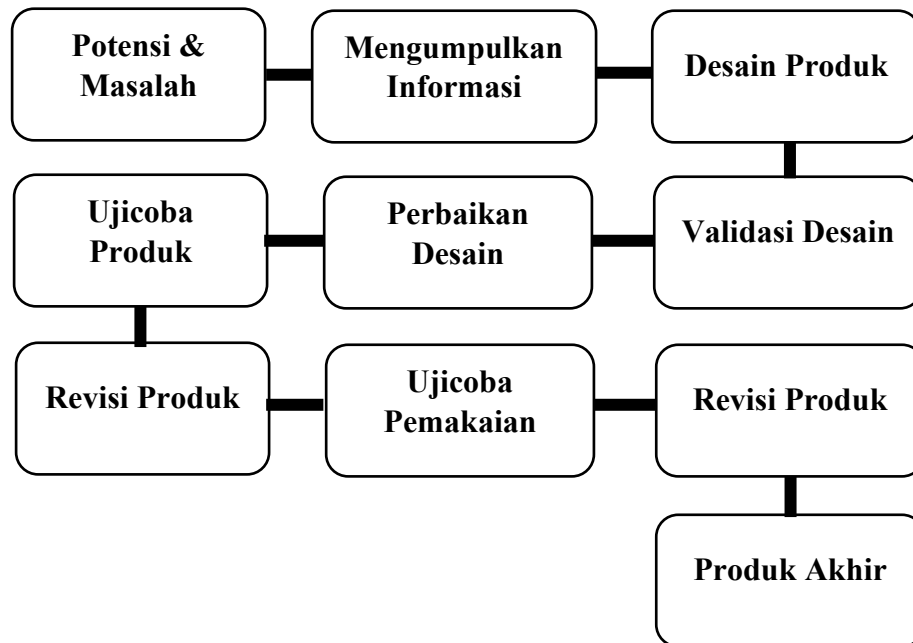 Potensi &
Masalah
Mengumpulkan
Informasi
Desain Produk
Validasi Desain
Perbaikan
Desain
Ujicoba
Produk
Revisi Produk
Ujicoba
Pemakaian
Revisi Produk
Produk Akhir